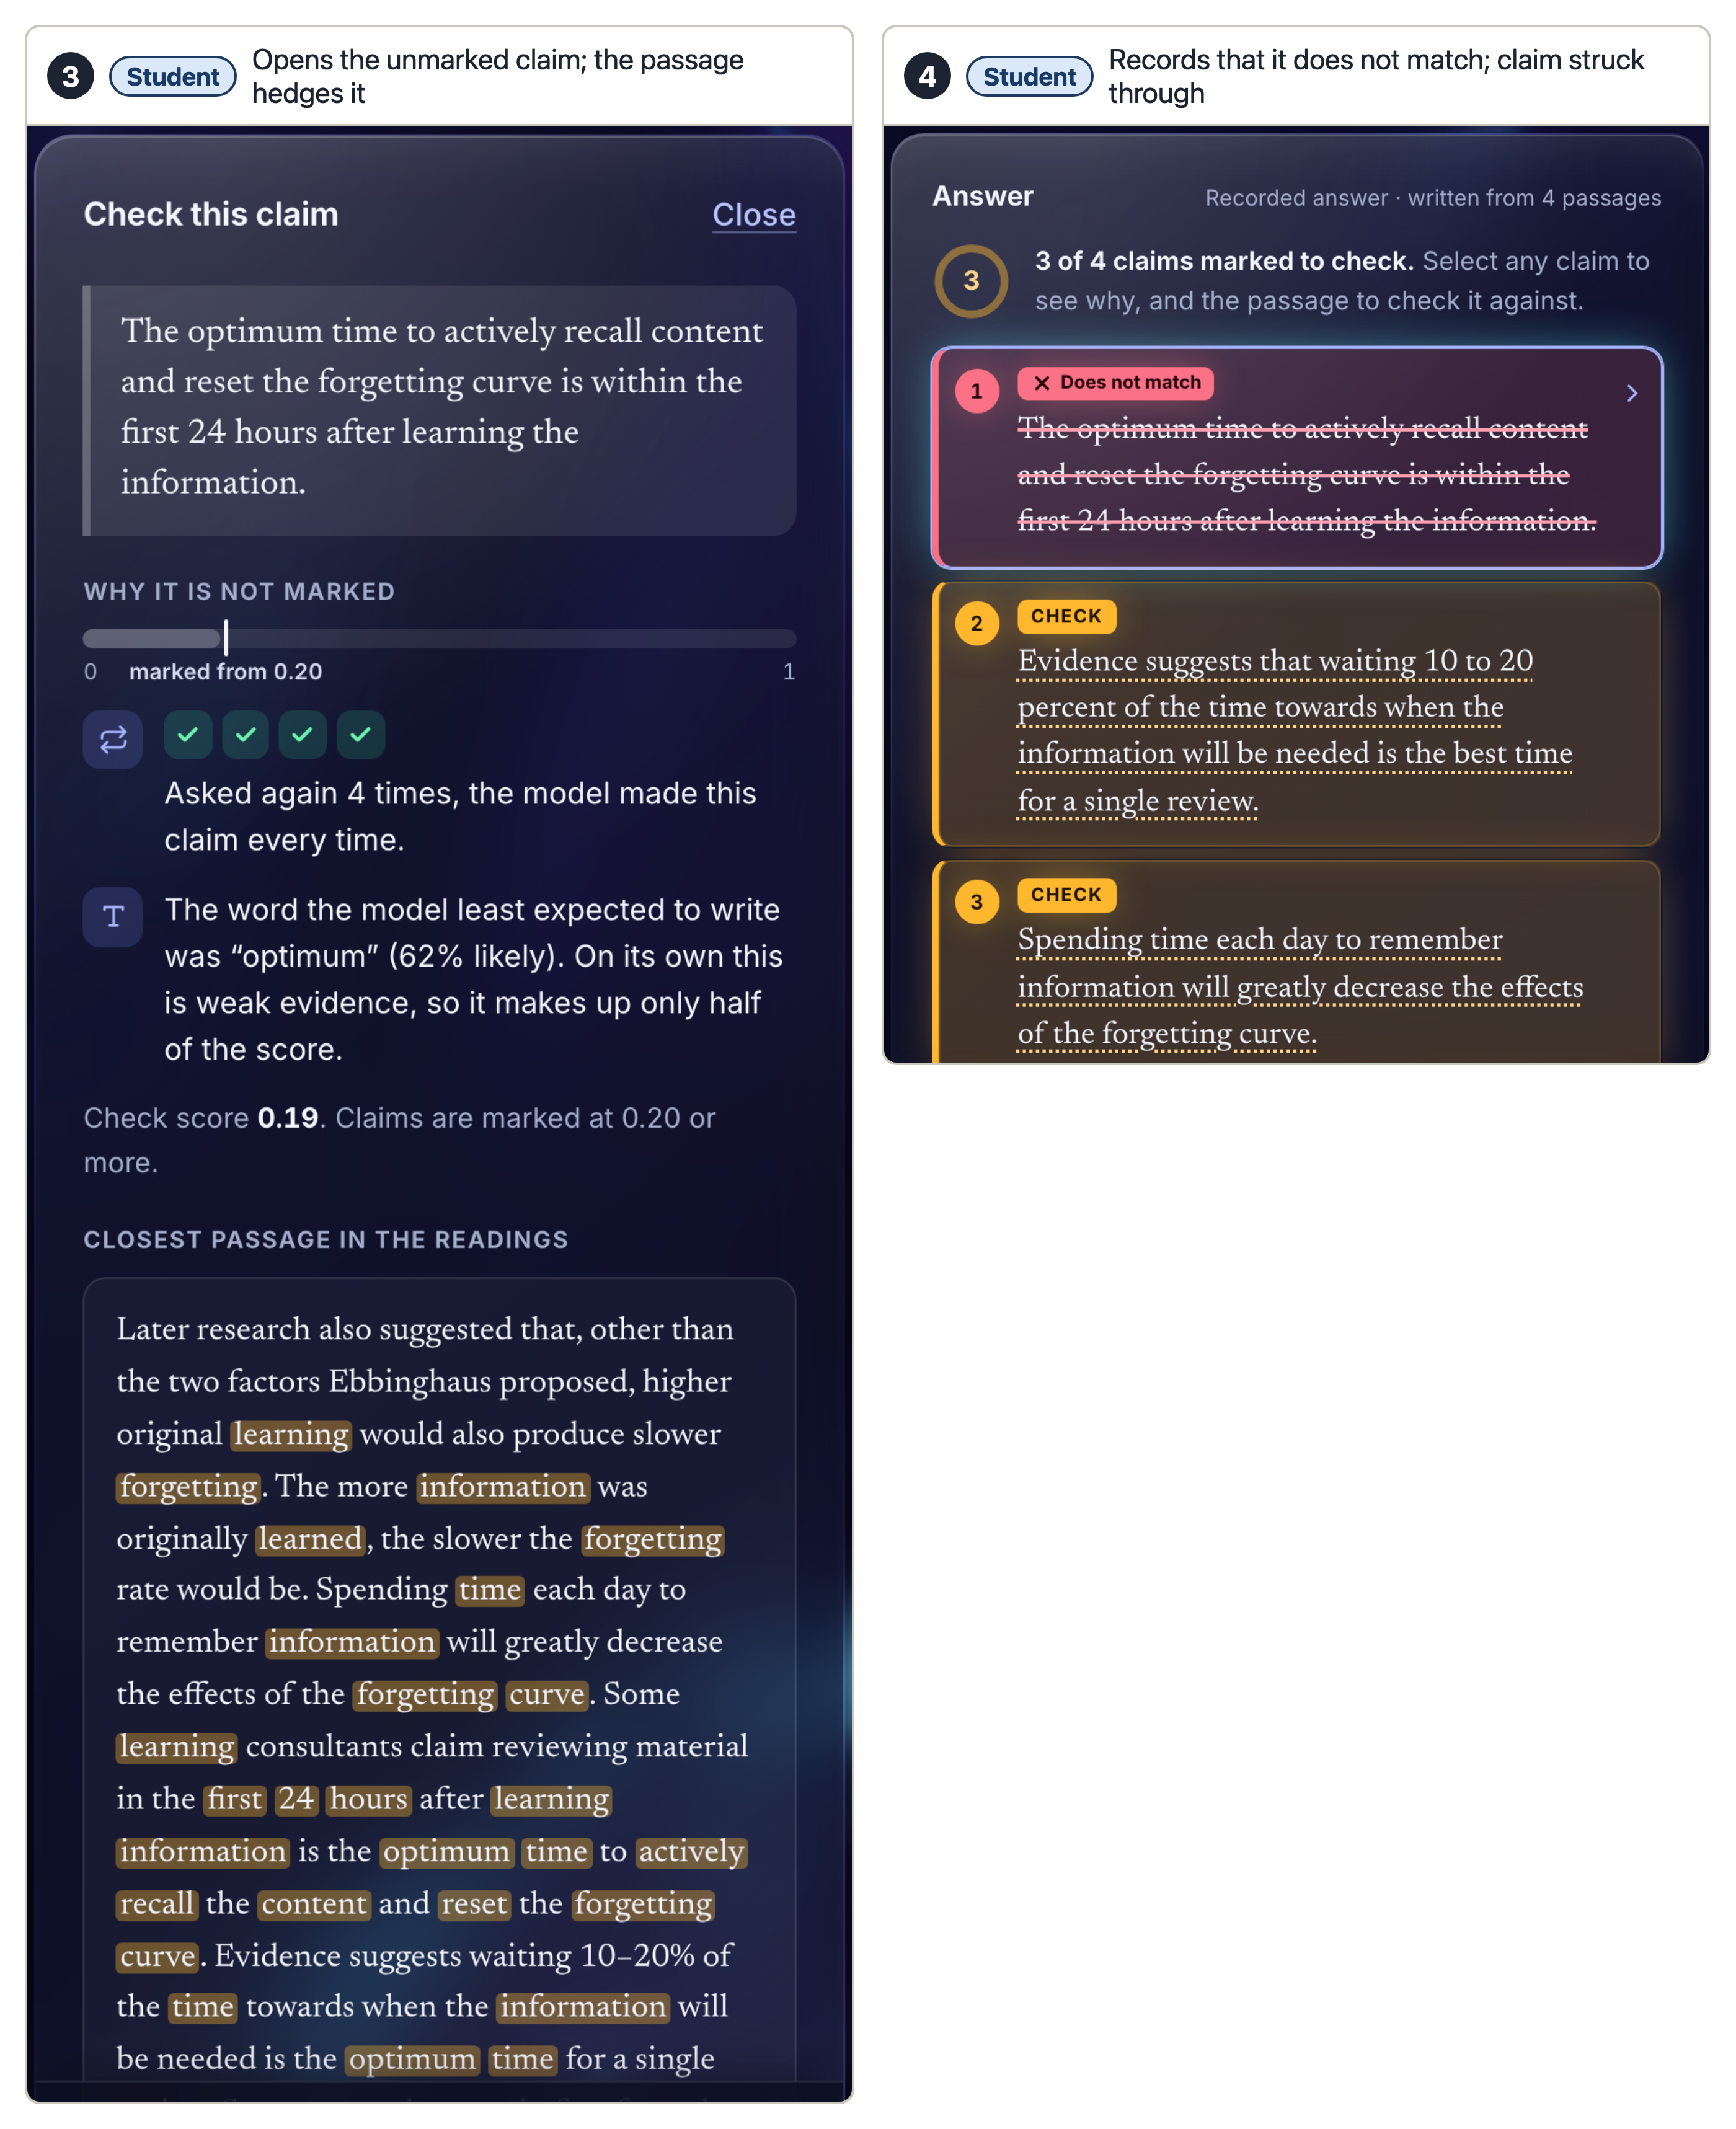 3 Student Opens the unmarked claim; the passage
hedges it
Check this claim Close
The optimum time to actively recall content
and reset the forgetting curve is within the
first 24 hours after learning the
information.
WHY IT IS NOT MARKED
0 marked from 0.20 1
Asked again 4 times, the model made this
claim every time.
T The word the model least expected to write
was “optimum” (62% likely). On its own this
is weak evidence, so it makes up only half
of the score.
Check score 0.19. Claims are marked at 0.20 or
more.
CLOSEST PASSAGE IN THE READINGS
Later research also suggested that, other than
the two factors Ebbinghaus proposed, higher
original learning would also produce slower
forgetting. The more information was
originally learned, the slower the forgetting
rate would be. Spending time each day to
remember information will greatly decrease
the effects of the forgetting curve. Some
learning consultants claim reviewing material
in the first 24 hours after learning
information is the optimum time to actively
recall the content and reset the forgetting
curve. Evidence suggests waiting 10–20% of
the time towards when the information will
be needed is the optimum time for a single
4 Student Records that it does not match; claim struck
through
Answer Recorded answer · written from 4 passages
3 3 of 4 claims marked to check. Select any claim to
see why, and the passage to check it against.
1 Does not match
The optimum time to actively recall content
and reset the forgetting curve is within the
first 24 hours after learning the information.
2 CHECK
Evidence suggests that waiting 10 to 20
percent of the time towards when the
information will be needed is the best time
for a single review.
3 CHECK
Spending time each day to remember
information will greatly decrease the effects
of the forgetting curve.